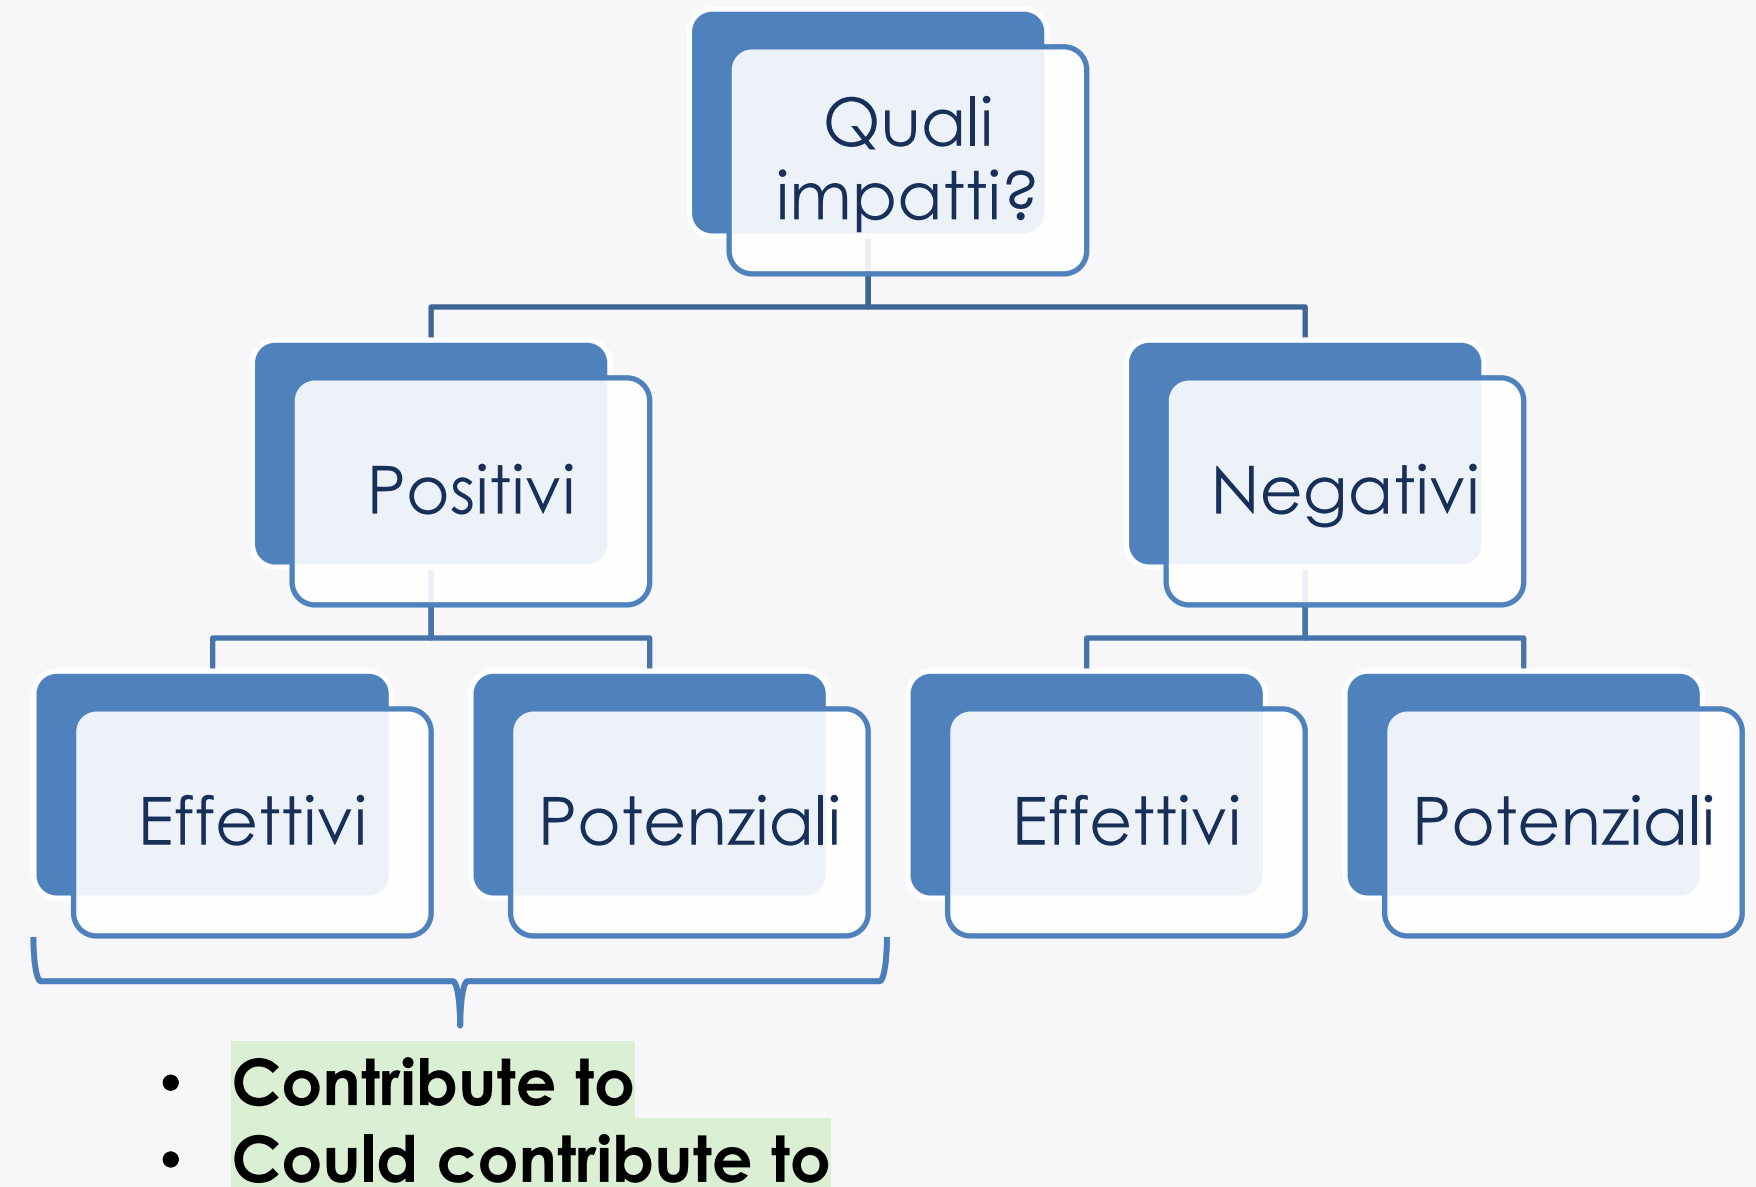 Quali
impatti?
Positivi
Negativi
Effettivi
Potenziali
Effettivi
Potenziali
• Contribute to
• Could contribute to